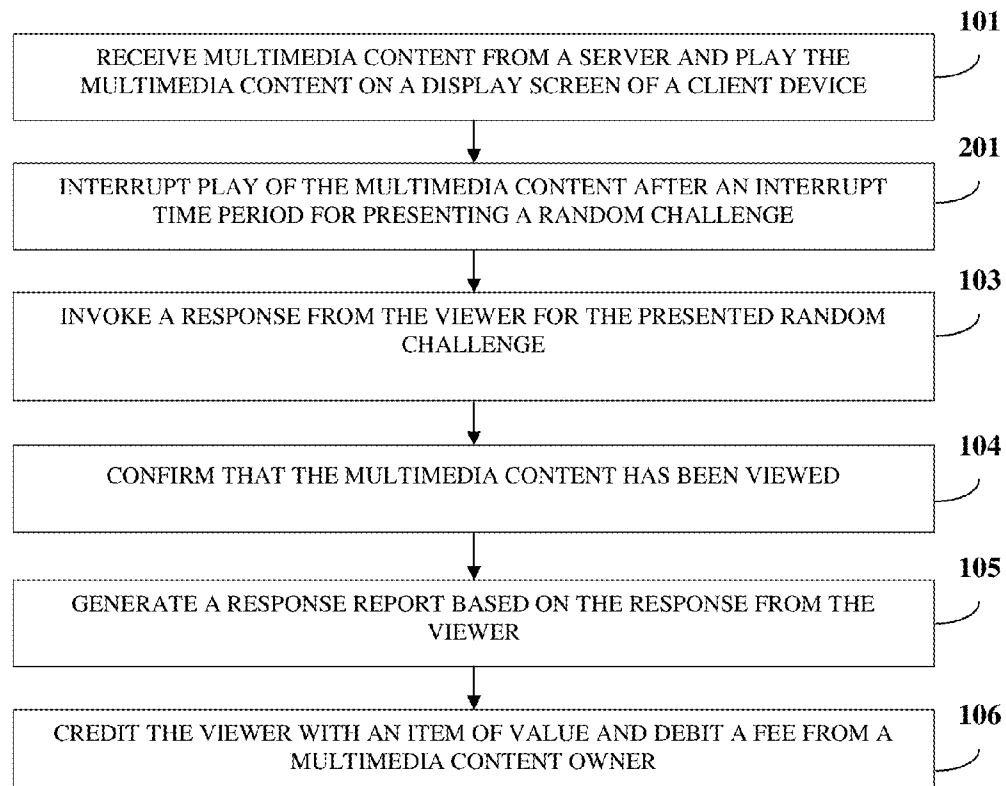 101
RECEIVE MULTIMEDIA CONTENT FROM A SERVER AND PLAY THE
MULTIMEDIA CONTENT ON A DISPLAY SCREEN OF A CLIENT DEVICE
201
INTERRUPT PLAY OF THE MULTIMEDIA CONTENT AFTER AN INTERRUPT
TIME PERIOD FOR PRESENTING A RANDOM CHALLENGE
103
INVOKE A RESPONSE FROM THE VIEWER FOR THE PRESENTED RANDOM
CHALLENGE
104
CONFIRM THAT THE MULTIMEDIA CONTENT HAS BEEN VIEWED
105
GENERATE A RESPONSE REPORT BASED ON THE RESPONSE FROM THE
VIEWER
106
CREDIT THE VIEWER WITH AN ITEM OF VALUE AND DEBIT A FEE FROM A
MULTIMEDIA CONTENT OWNER